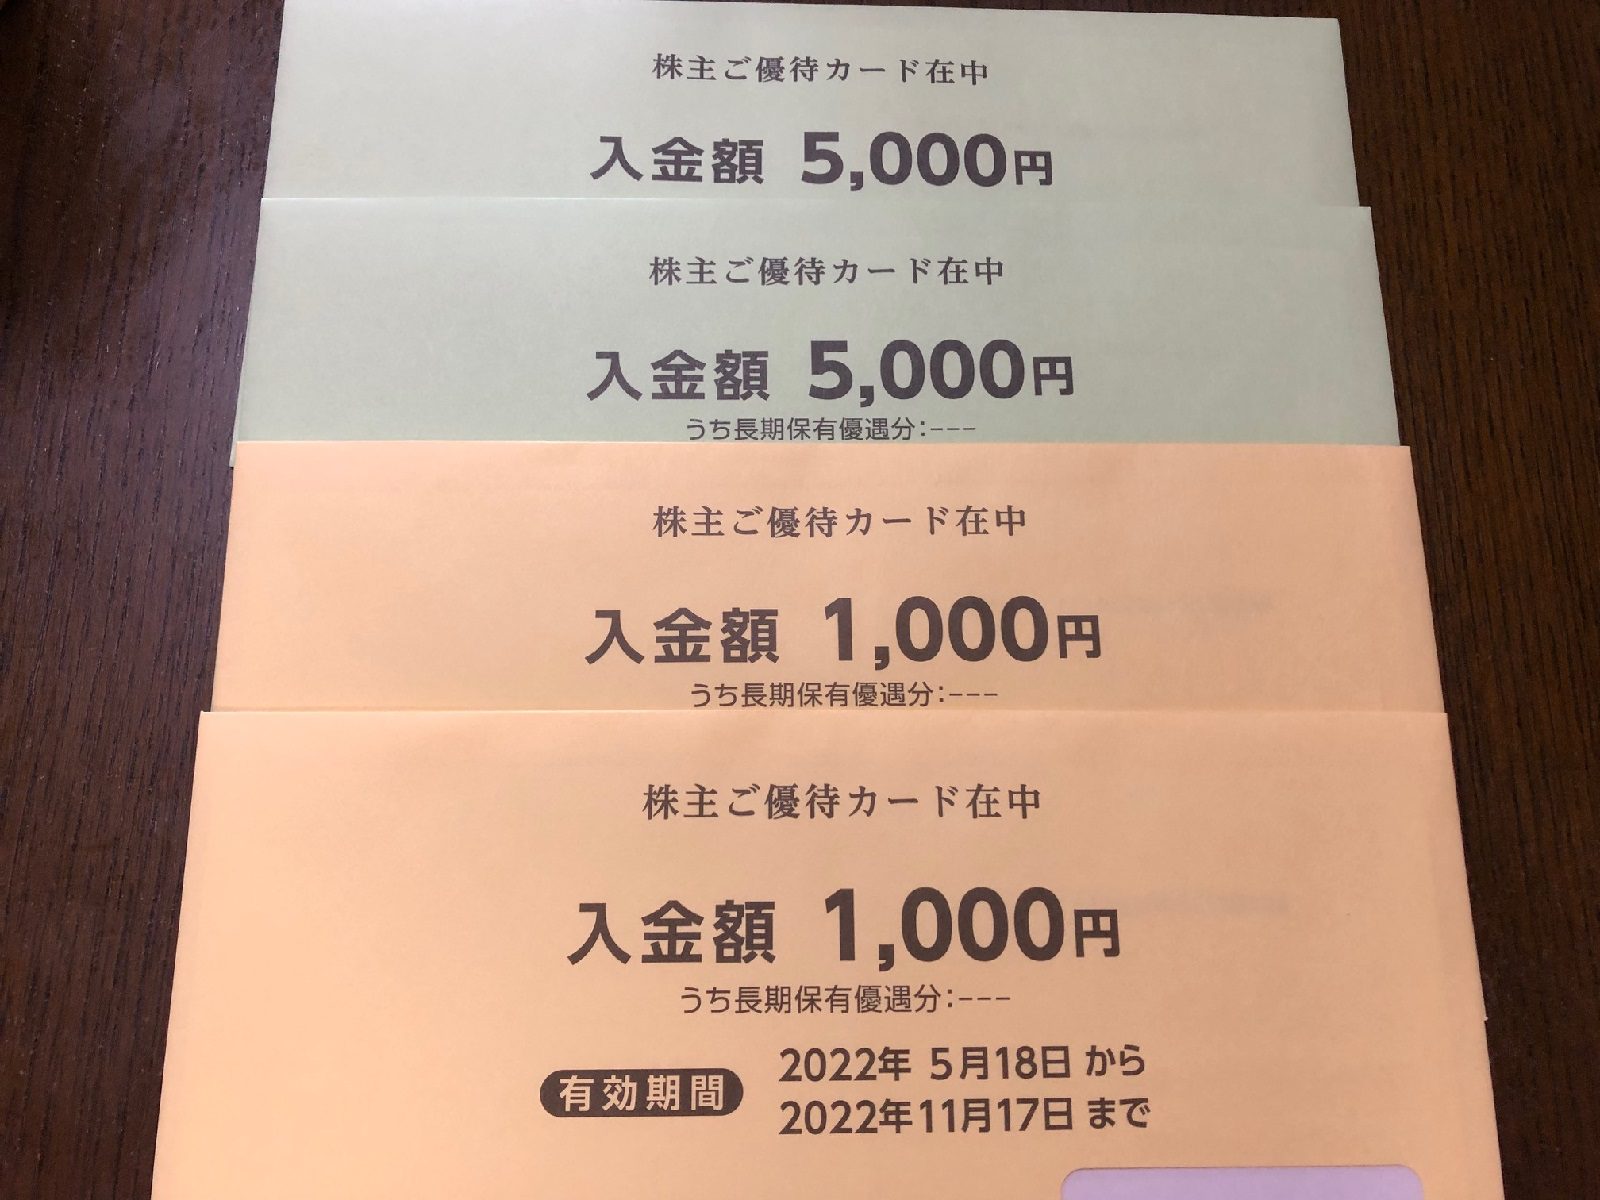 株主ご優待カード在中
入金額 5,000円
株主ご優待カード在中
入金額 5,000円
うち長期保有優遇分:---
株主ご優待カード在中
入金額 1,000円
うち長期保有優遇分:---
株主ご優待カード在中
入金額 1,000円
うち長期保有優遇分:---
有効期間
2022年 5月18日 から
2022年11月17日 まで